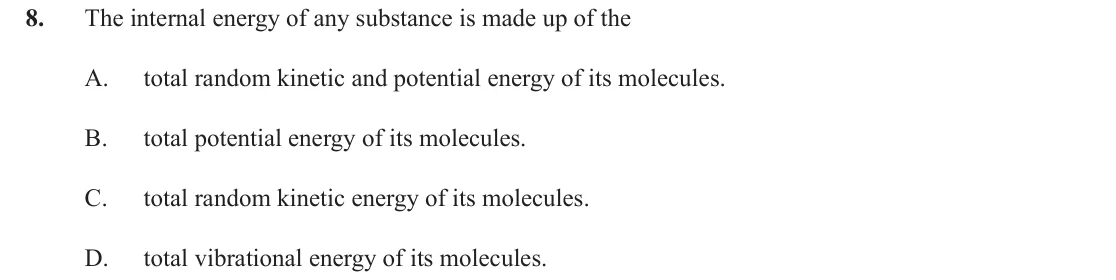 8. The internal energy of any substance is made up of the
A. total random kinetic and potential energy of its molecules.
B. total potential energy of its molecules.
C. total random kinetic energy of its molecules.
D. total vibrational energy of its molecules.